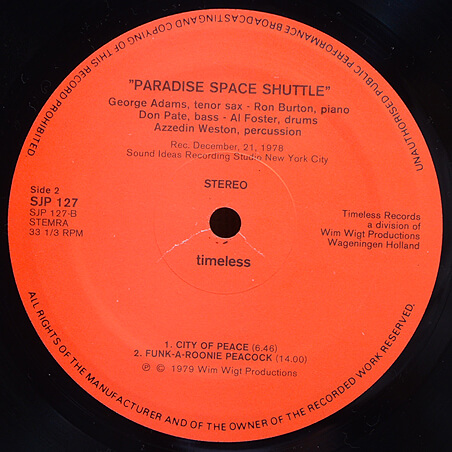 UNAUTHORISED PUBLIC PERFORMANCE BROADCASTING AND COPYING OF THIS RECORD PROHIBITED
"PARADISE SPACE SHUTTLE"
George Adams, tenor sax - Ron Burton, piano
Don Pate, bass - Al Foster, drums
Azzedin Weston, percussion
Rec. December, 21, 1978
Sound Ideas Recording Studio New York City
STEREO
Side 2
SJP 127
SJP 127-B
STEMRA
33 1/3 RPM
Timeless Records
a division of
Wim Wigt Productions
Wageningen Holland
timeless
1. CITY OF PEACE (6.46)
2. FUNK-A-ROONIE PEACOCK (14.00)
℗ © 1979 Wim Wigt Productions
ALL RIGHTS OF THE MANUFACTURER AND OF THE OWNER OF THE RECORDED WORK RESERVED.